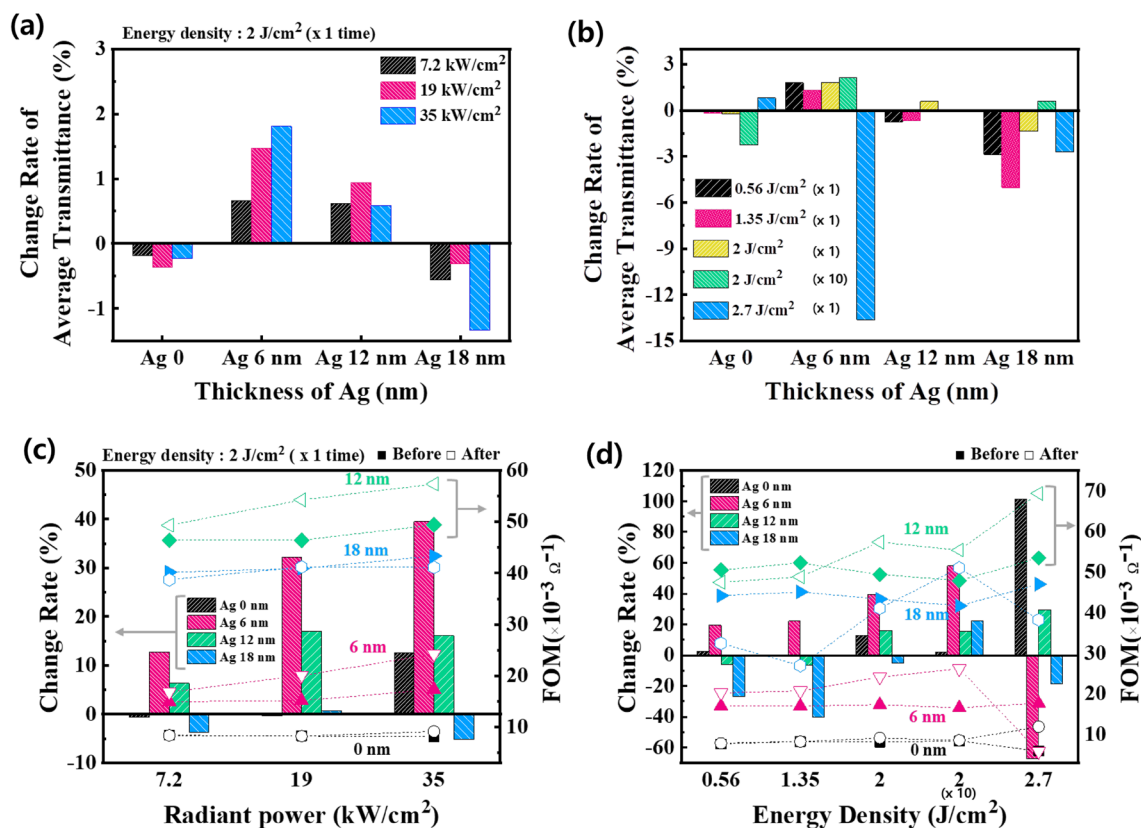 (a)
Energy density : 2 J/cm² (x 1 time)
Change Rate of
Average Transmittance (%)
3
2
1
0
-1
7.2 kW/cm²
19 kW/cm²
35 kW/cm²
Ag 0 Ag 6 nm Ag 12 nm Ag 18 nm
Thickness of Ag (nm)
(b)
Change Rate of
Average Transmittance (%)
3
0
-3
-6
-9
-12
-15
0.56 J/cm² (x 1)
1.35 J/cm² (x 1)
2 J/cm² (x 1)
2 J/cm² (x 10)
2.7 J/cm² (x 1)
Ag 0 Ag 6 nm Ag 12 nm Ag 18 nm
Thickness of Ag (nm)
(c)
Energy density : 2 J/cm² ( x 1 time)
■ Before □ After
Change Rate (%)
50
40
30
20
10
0
-10
12 nm
18 nm
6 nm
0 nm
Ag 0 nm
Ag 6 nm
Ag 12 nm
Ag 18 nm
60
50
40
30
20
10
FOM(×10⁻³ Ω⁻¹)
7.2 19 35
Radiant power (kW/cm²)
(d)
■ Before □ After
Change Rate (%)
120
100
80
60
40
20
0
-20
-40
-60
Ag 0 nm
Ag 6 nm
Ag 12 nm
Ag 18 nm
12 nm
18 nm
6 nm
0 nm
70
60
50
40
30
20
10
FOM(×10⁻³ Ω⁻¹)
0.56 1.35 2 2 2.7
(x 10)
Energy Density (J/cm²)